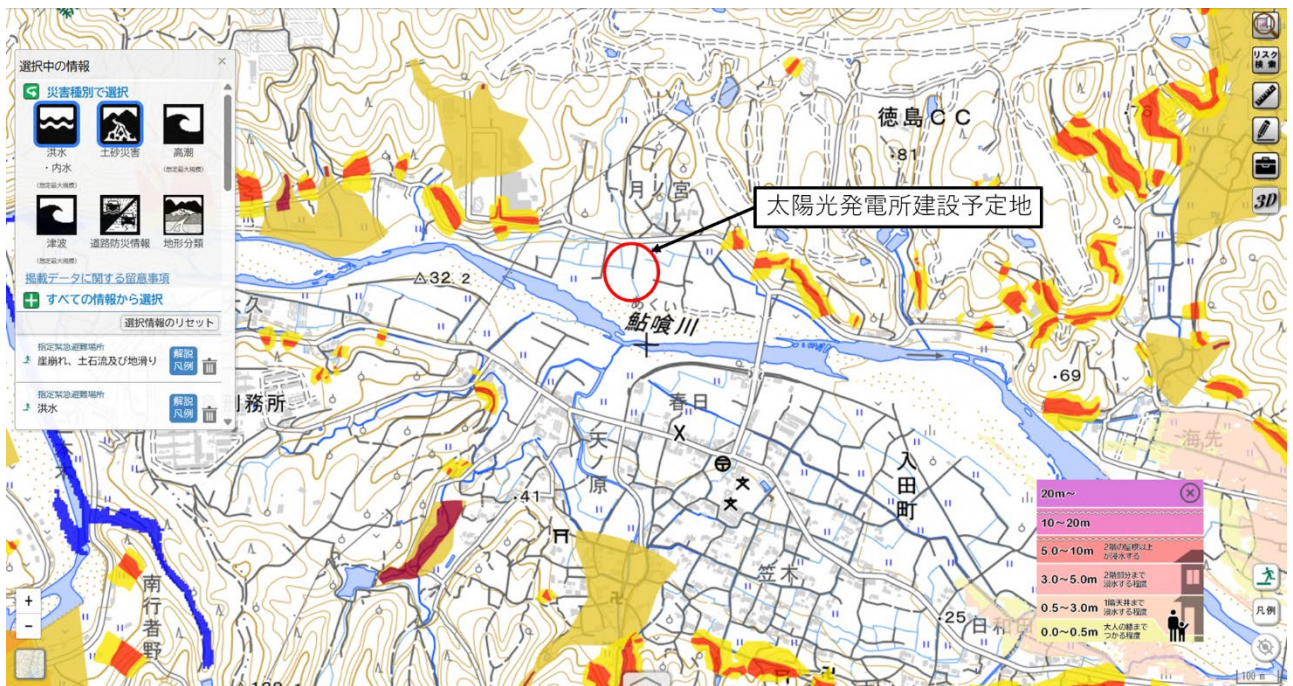 選択中の情報
×
災害種別で選択
洪水
・内水
(想定最大規模)
土砂災害
高潮
(想定最大規模)
津波
(想定最大規模)
道路防災情報
地形分類
掲載データに関する留意事項
すべての情報から選択
選択情報のリセット
指定緊急避難場所
崖崩れ、土石流及び地滑り
解説
凡例
指定緊急避難場所
洪水
解説
凡例
リスク
検索
3D
徳島CC
・81
・76
月ノ宮
太陽光発電所建設予定地
△32.2
久
あくいがわ
鮎喰川
・69
刑務所
春日
海先
天ノ原
入田町
・41
笠木
・25
日和田
南行者野
20m~
10~20m
5.0~10m 2階の屋根以上
が浸水する
3.0~5.0m 2階部分まで
浸水する程度
0.5~3.0m 1階天井まで
浸水する程度
0.0~0.5m 大人の膝まで
つかる程度
凡例
+
-
100 m